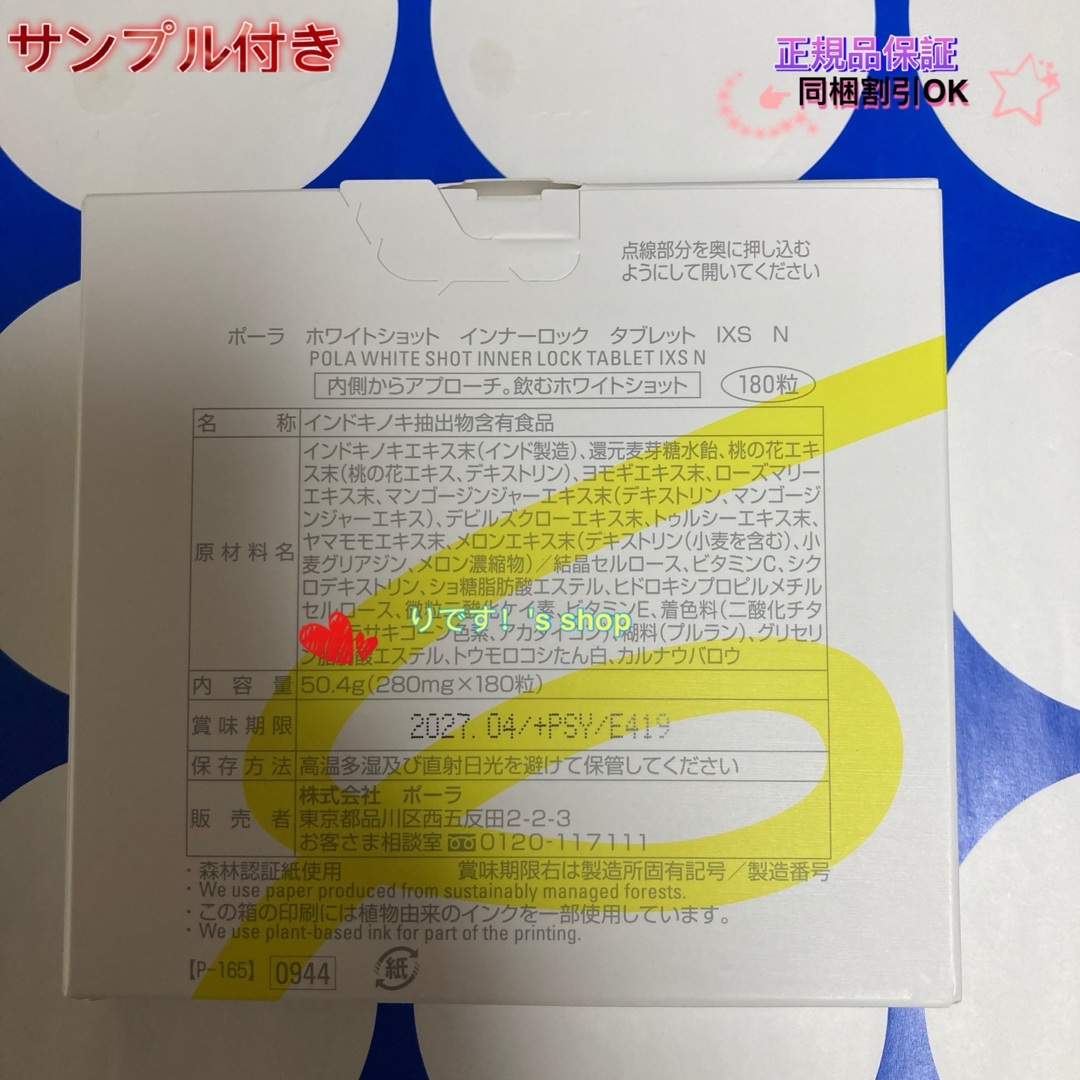 サンプル付き
正規品保証
同梱割引OK
点線部分を奥に押し込む
ようにして開いてください
ポーラ ホワイトショット インナーロック タブレット IXS N
POLA WHITE SHOT INNER LOCK TABLET IXS N
内側からアプローチ。飲むホワイトショット 180粒
名称 インドキノキ抽出物含有食品
原材料名
インドキノキエキス末(インド製造)、還元麦芽糖水飴、桃の花エキ
ス末(桃の花エキス、デキストリン)、ヨモギエキス末、ローズマリー
エキス末、マンゴージンジャーエキス末(デキストリン、マンゴージ
ンジャーエキス)、デビルズクローエキス末、トゥルシーエキス末、
ヤマモモエキス末、メロンエキス末(デキストリン(小麦を含む)、小
麦グリアジン、メロン濃縮物)/結晶セルロース、ビタミンC、シク
ロデキストリン、ショ糖脂肪酸エステル、ヒドロキシプロピルメチル
セルロース、微粒二酸化ケイ素、ビタミンE、着色料(二酸化チタ
りです! 's shop
サキコーン色素、アカダイコン)、糊料(プルラン)、グリセリ
酸エステル、トウモロコシたん白、カルナウバロウ
内容量 50.4g(280mg×180粒)
賞味期限 2027. 04/+PSY/E419
保存方法 高温多湿及び直射日光を避けて保管してください
販売者
株式会社 ポーラ
東京都品川区西五反田2-2-3
お客さま相談室 0120-117111
・森林認証紙使用 賞味期限右は製造所固有記号/製造番号
・We use paper produced from sustainably managed forests.
・この箱の印刷には植物由来のインクを一部使用しています。
・We use plant-based ink for part of the printing.
【P-165】 0944 紙